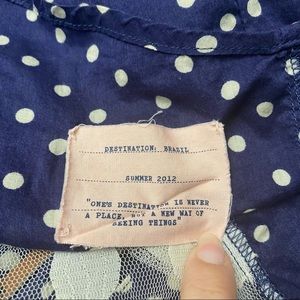 DESTINATION: BRAZIL
SUMMER 2012
"ONE'S DESTINATION IS NEVER
A PLACE, BUT A NEW WAY OF
SEEING THINGS"